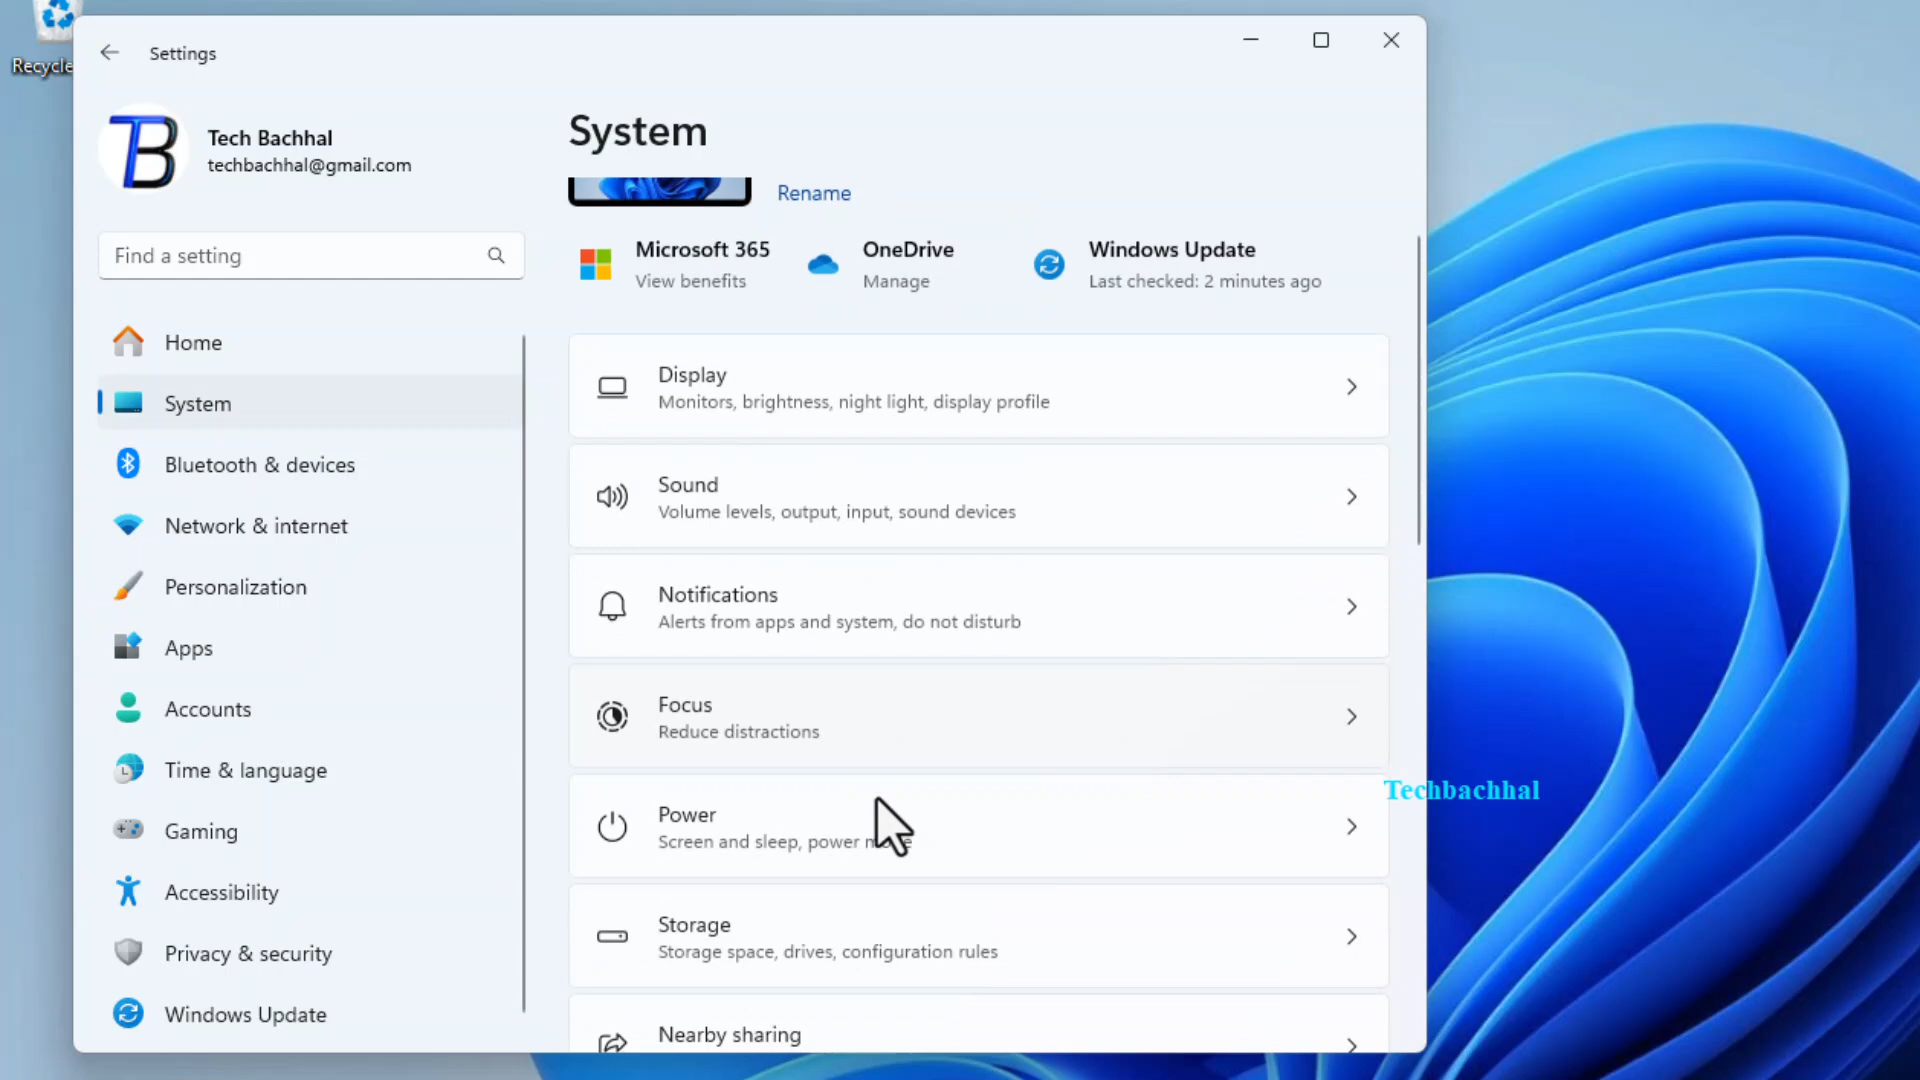 Recycle
Settings
Tech Bachhal
techbachhal@gmail.com
Find a setting
Home
System
Bluetooth & devices
Network & internet
Personalization
Apps
Accounts
Time & language
Gaming
Accessibility
Privacy & security
Windows Update
System
Rename
Microsoft 365
View benefits
OneDrive
Manage
Windows Update
Last checked: 2 minutes ago
Display
Monitors, brightness, night light, display profile
Sound
Volume levels, output, input, sound devices
Notifications
Alerts from apps and system, do not disturb
Focus
Reduce distractions
Power
Screen and sleep, power
Storage
Storage space, drives, configuration rules
Nearby sharing
Techbachhal